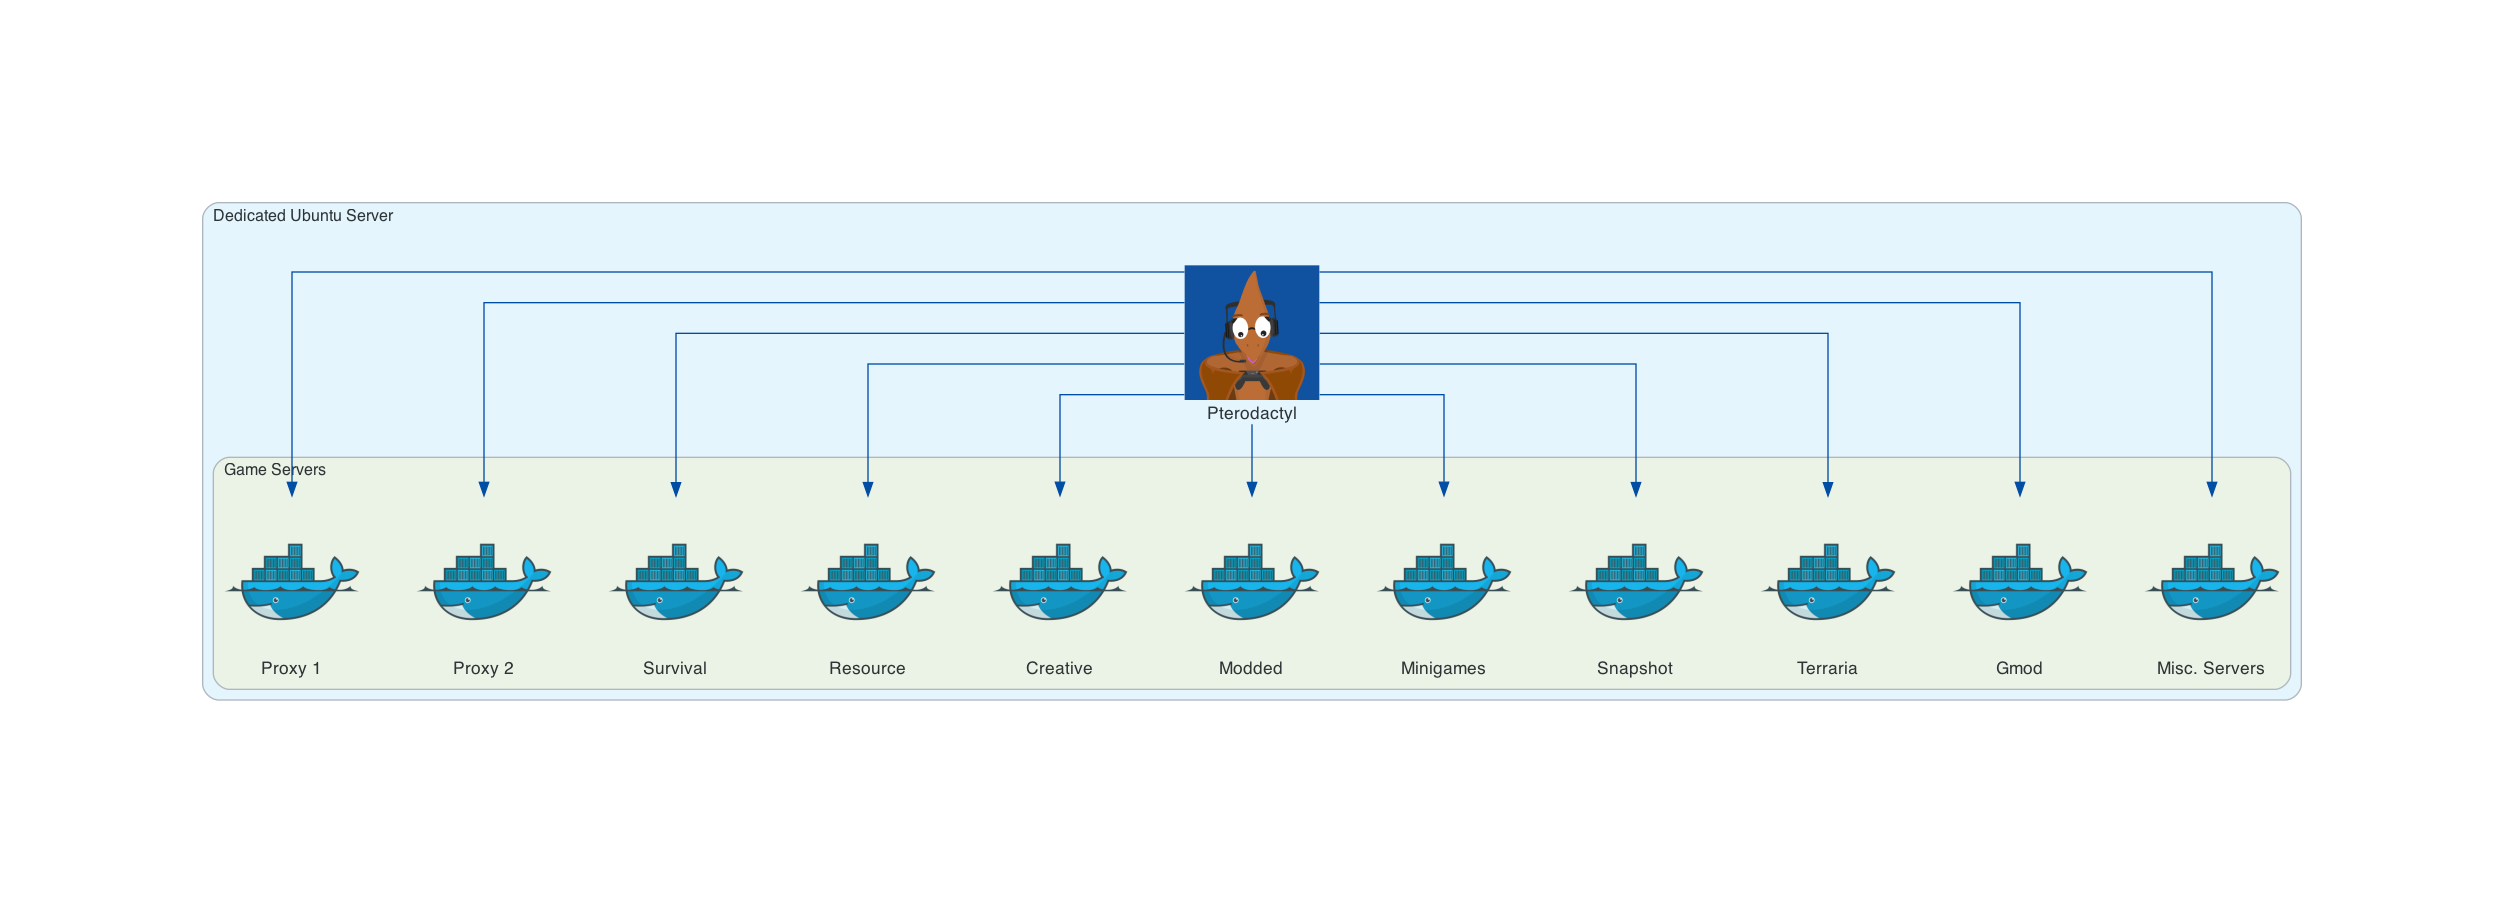 Dedicated Ubuntu Server
Pterodactyl
Game Servers
Proxy 1
Proxy 2
Survival
Resource
Creative
Modded
Minigames
Snapshot
Terraria
Gmod
Misc. Servers